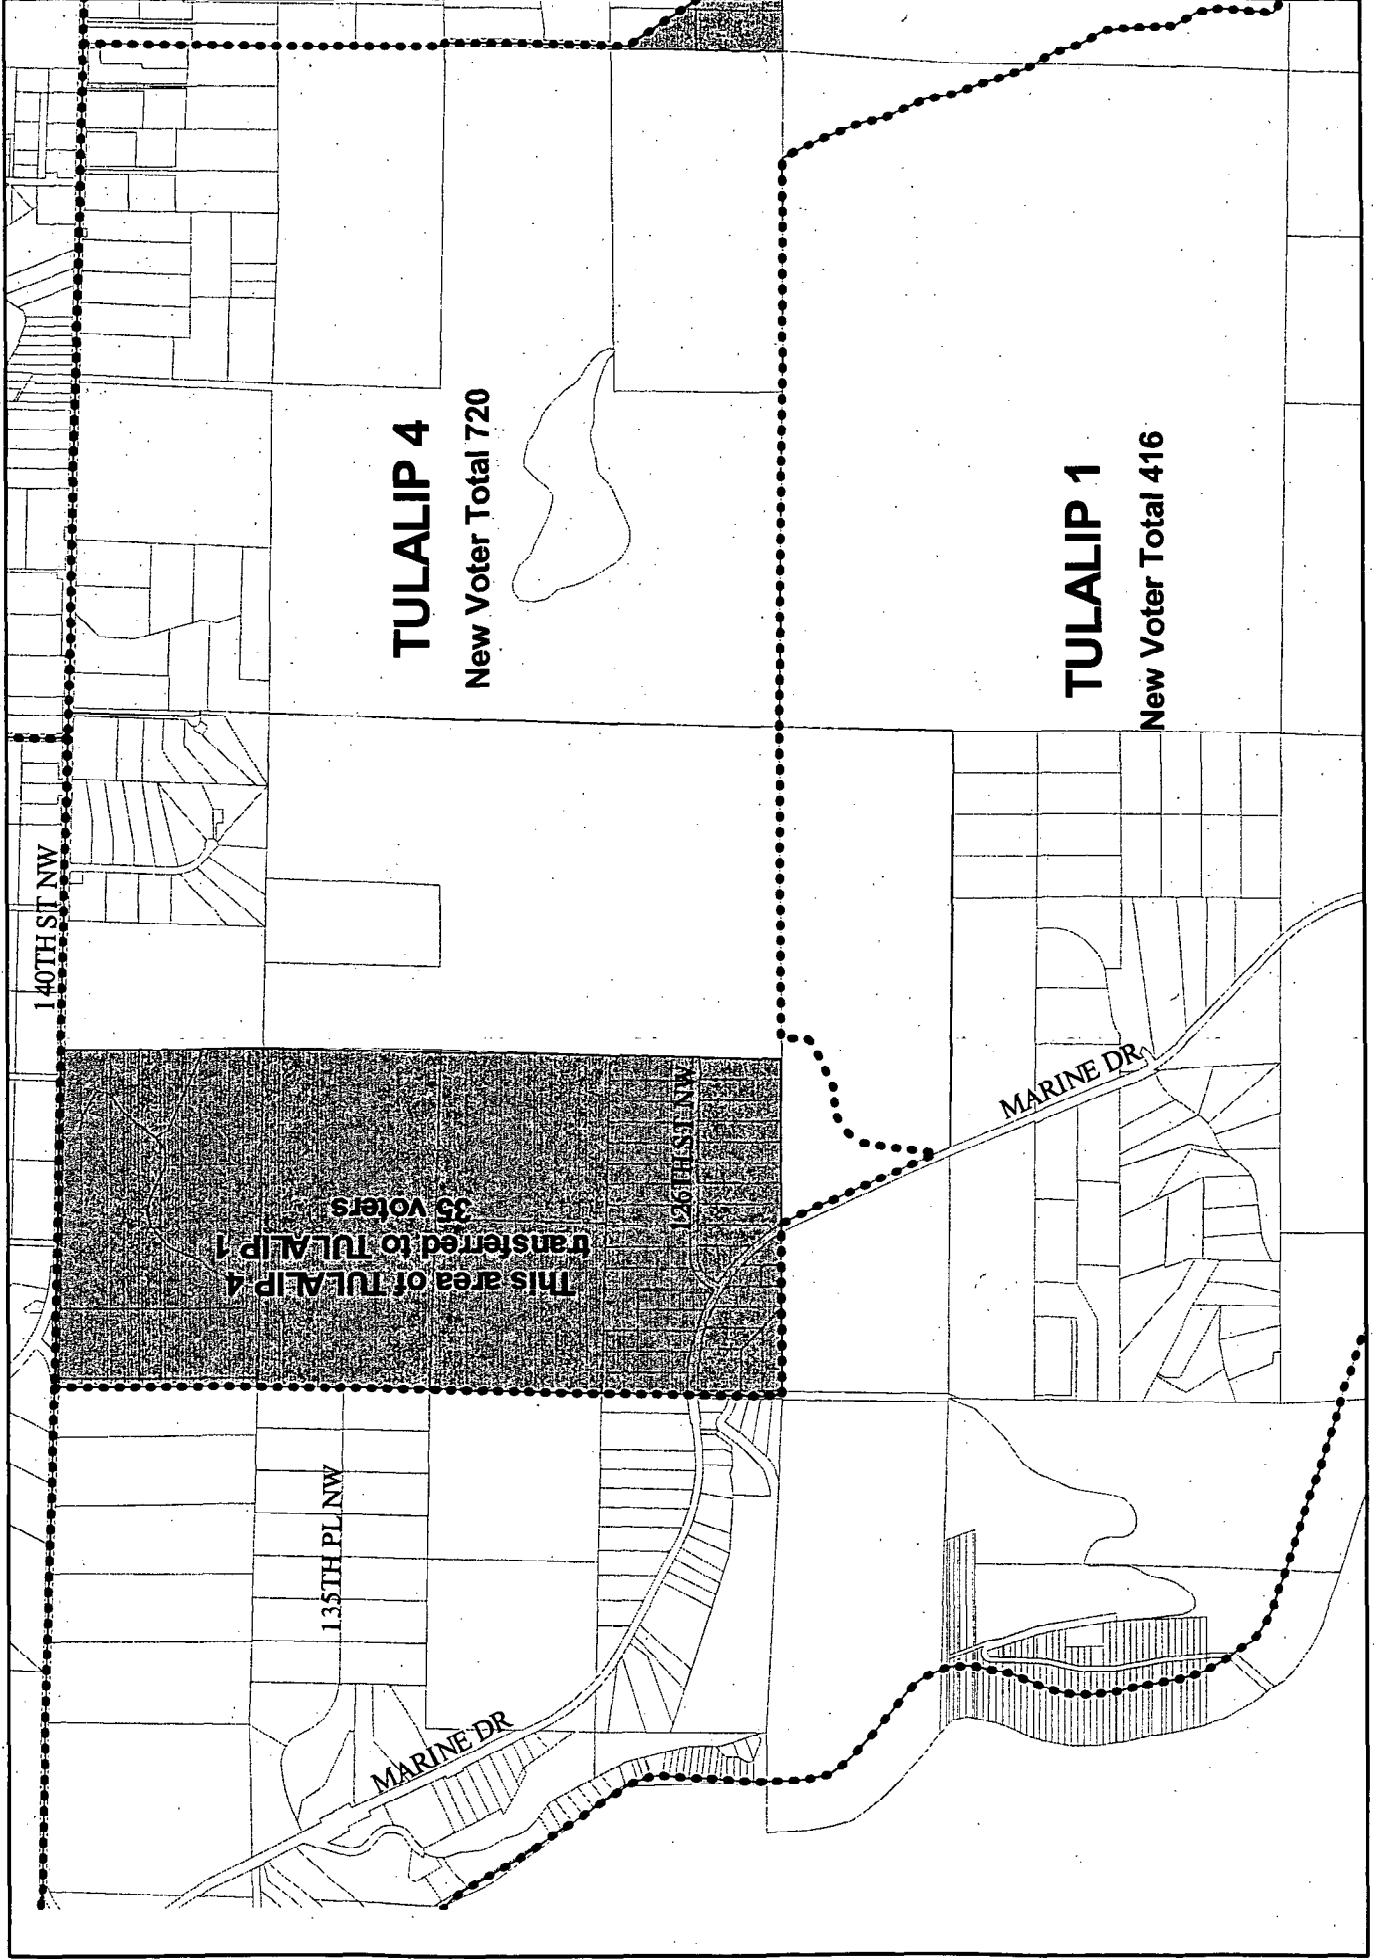 140TH ST NW
TULALIP 4
New Voter Total 720
This area of TULALIP 4
transferred to TULALIP 1
35 voters
126TH ST NW
135TH PL NW
MARINE DR
MARINE DR
TULALIP 1
New Voter Total 416